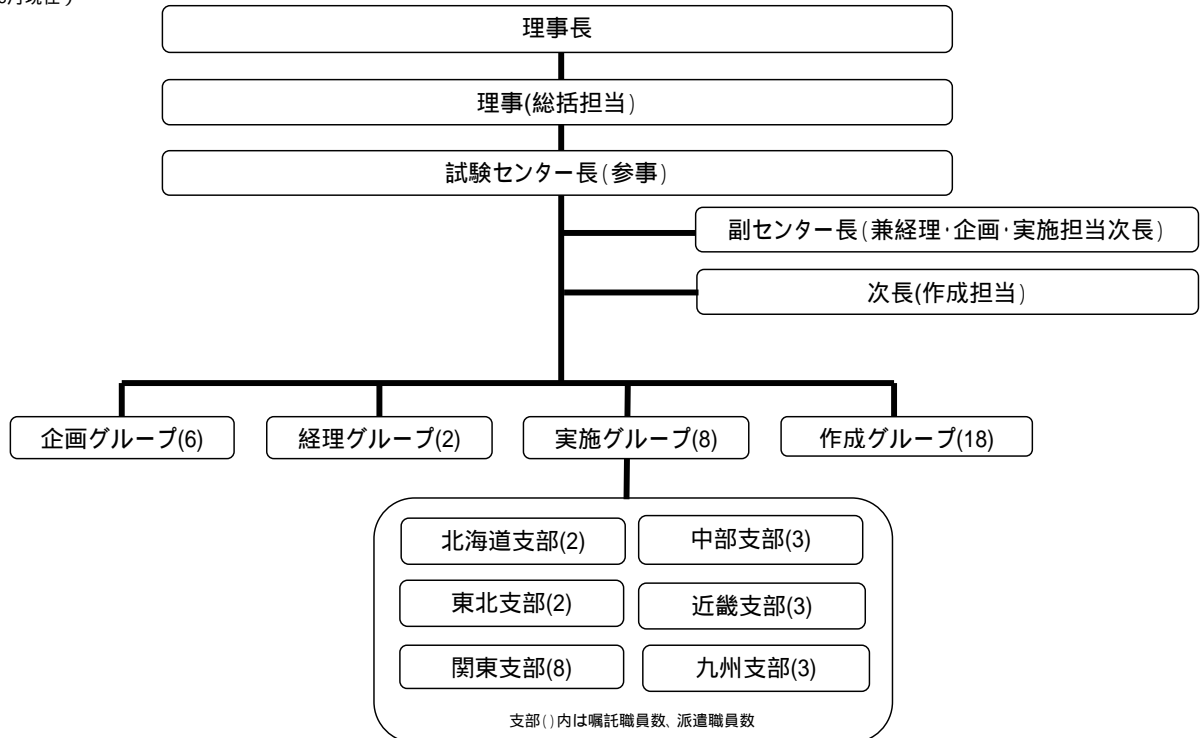 月現在)
理事長
理事(総括担当)
試験センター長(参事)
副センター長(兼経理・企画・実施担当次長)
次長(作成担当)
企画グループ(6)
経理グループ(2)
実施グループ(8)
作成グループ(18)
北海道支部(2)
中部支部(3)
東北支部(2)
近畿支部(3)
関東支部(8)
九州支部(3)
支部()内は嘱託職員数、派遣職員数